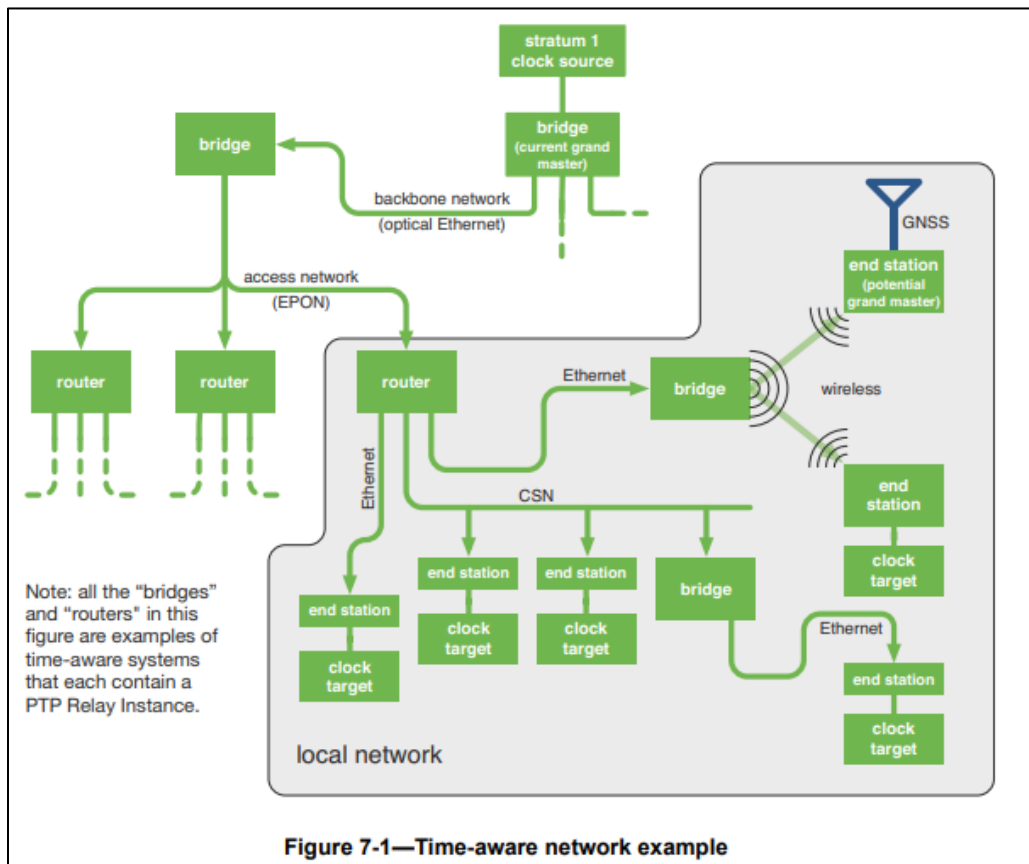 stratum 1
clock source
bridge
(current grand
master)
bridge
backbone network
(optical Ethernet)
GNSS
end station
(potential
grand master)
access network
(EPON)
router
router
router
Ethernet
bridge
wireless
Ethernet
CSN
end
station
clock
target
end station
clock
target
end station
clock
target
bridge
end station
clock
target
Ethernet
end station
clock
target
Note: all the “bridges”
and “routers" in this
figure are examples of
time-aware systems
that each contain a
PTP Relay Instance.
local network
Figure 7-1—Time-aware network example